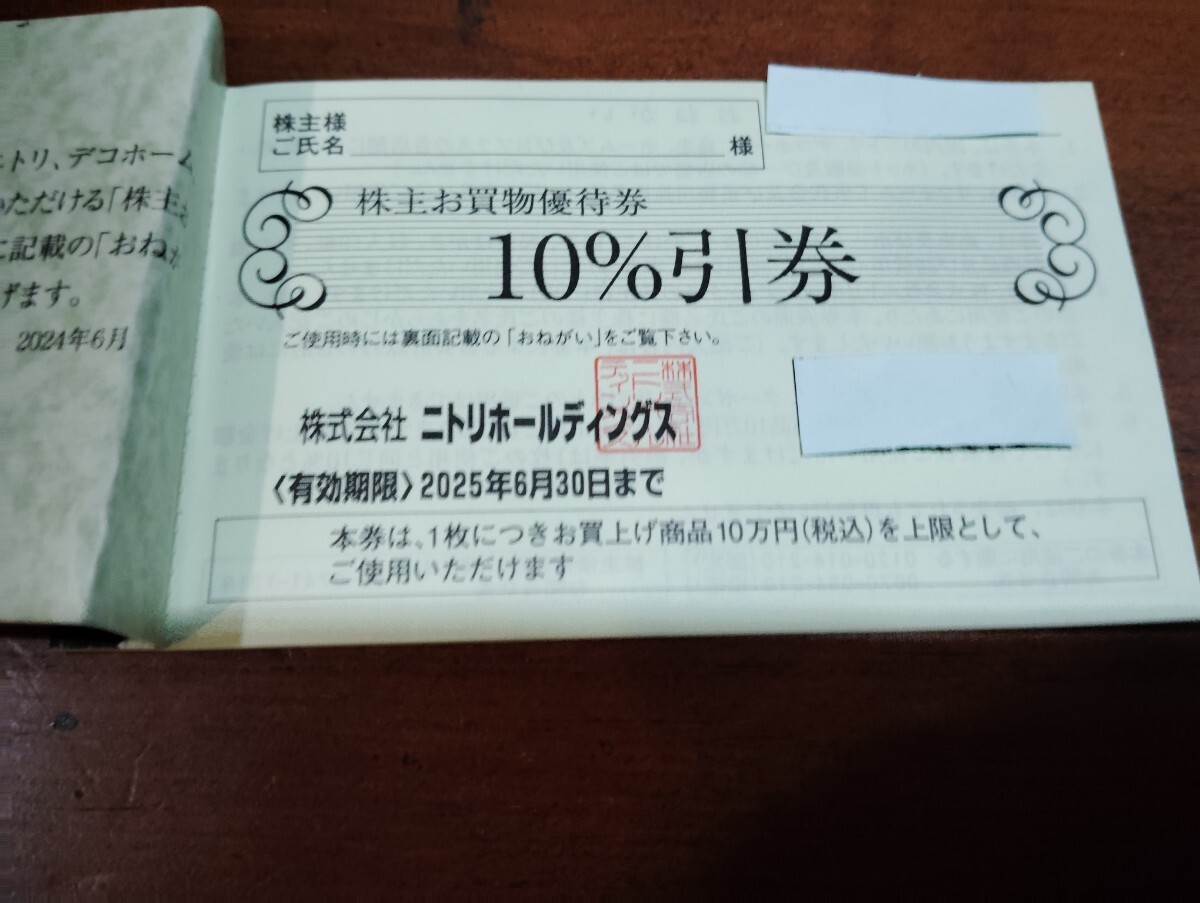 ニトリ、デコホーム
いただける「株主
に記載の「おねが
げます。
2024年6月
株主様
ご氏名 様
株主お買物優待券
10%引券
ご使用時には裏面記載の「おねがい」をご覧下さい。
株式会社 ニトリホールディングス
〈有効期限〉2025年6月30日まで
本券は、1枚につきお買上げ商品10万円(税込)を上限として、
ご使用いただけます